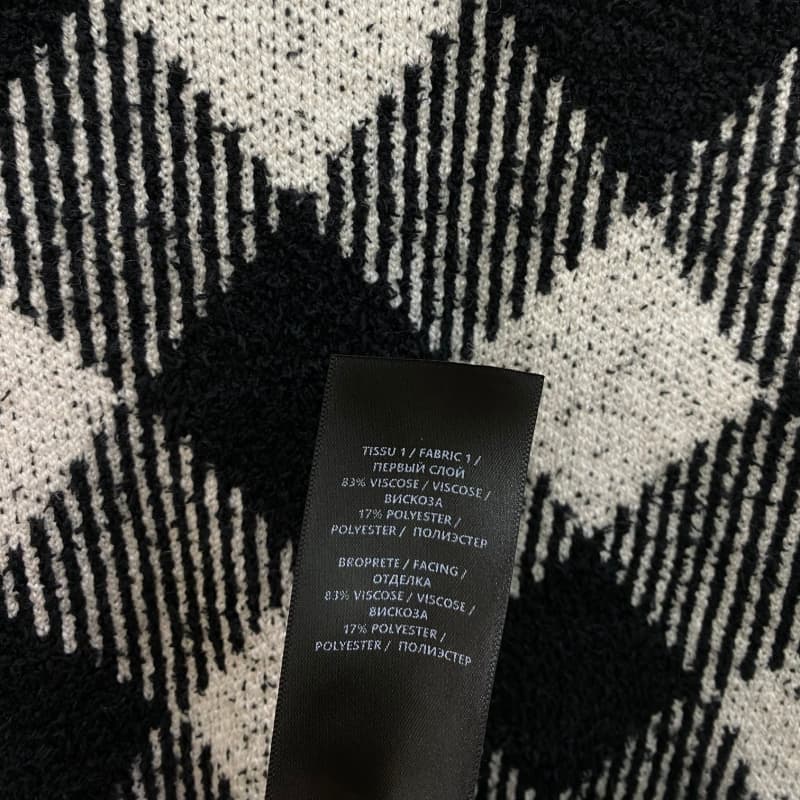 TISSU 1 / FABRIC 1 /
ПЕРВЫЙ СЛОЙ
83% VISCOSE / VISCOSE /
ВИСКОЗА
17% POLYESTER /
POLYESTER / ПОЛИЭСТЕР
BROPRETE / FACING /
ОТДЕЛКА
83% VISCOSE / VISCOSE /
ВИСКОЗА
17% POLYESTER /
POLYESTER / ПОЛИЭСТЕР